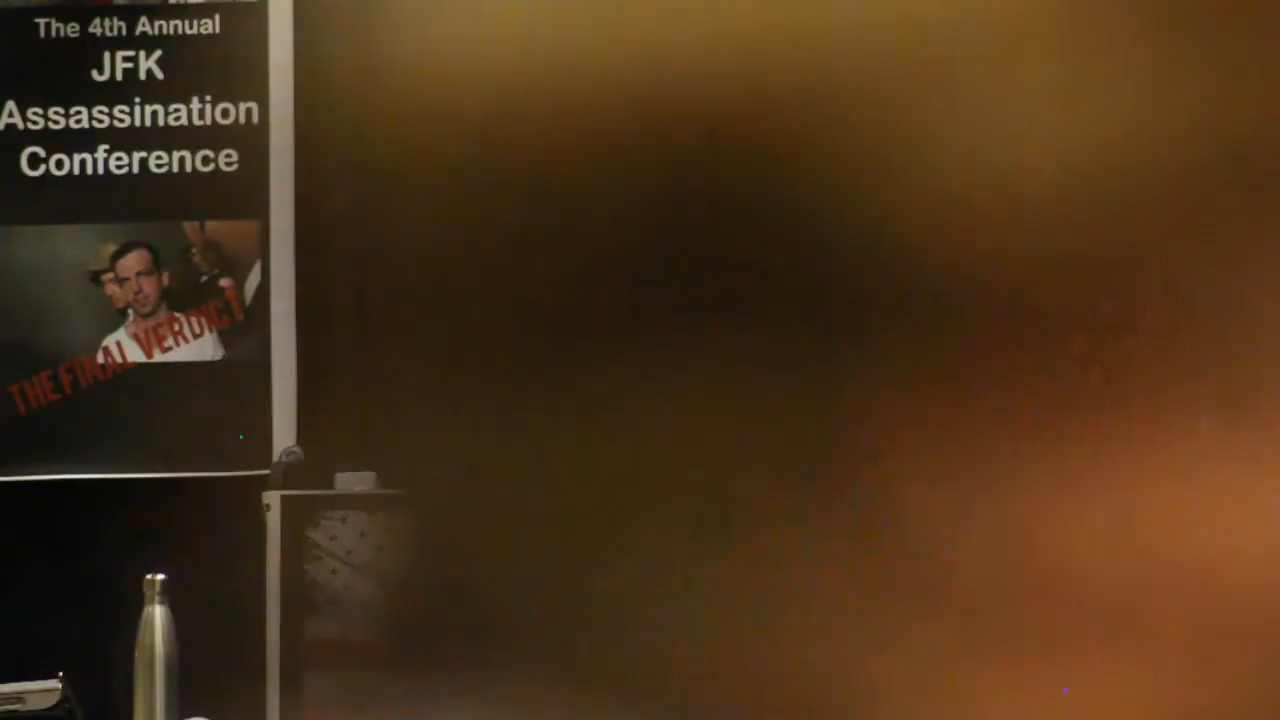 The 4th Annual
JFK
Assassination
Conference
THE FINAL VERDICT